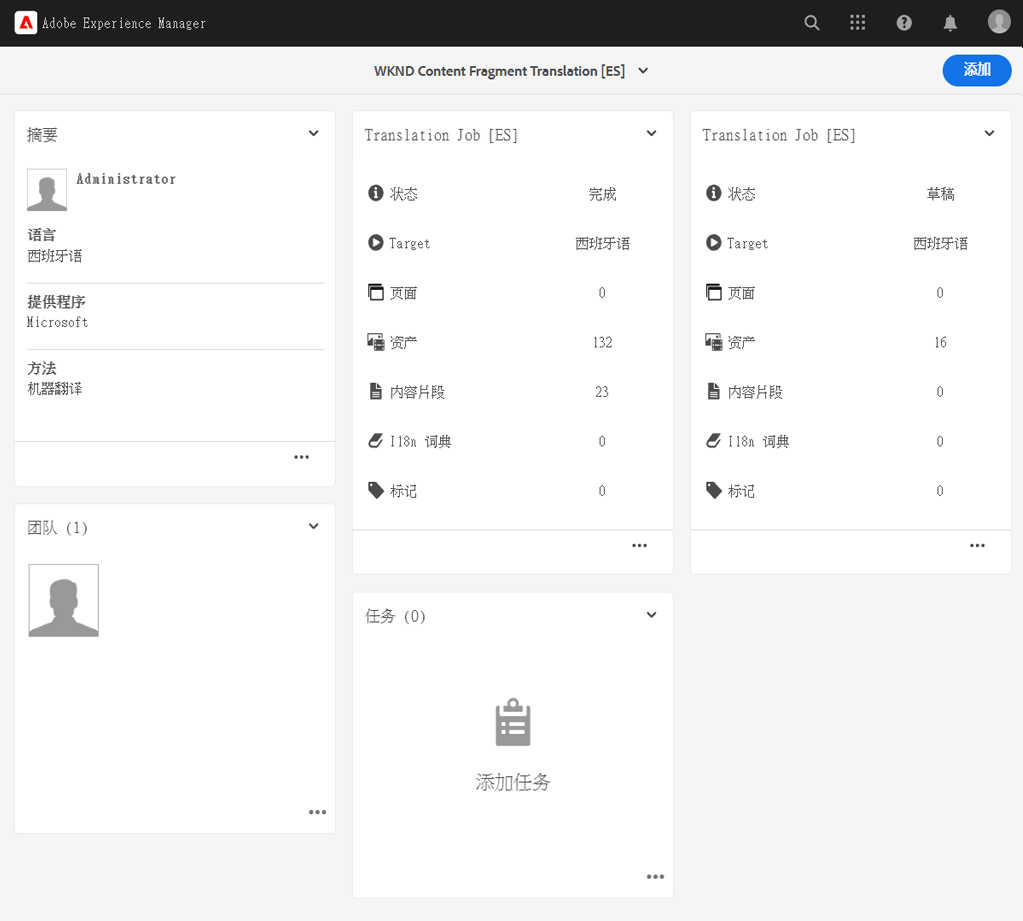 Adobe Experience Manager
WKND Content Fragment Translation [ES]
添加
摘要
Administrator
语言
西班牙语
提供程序
Microsoft
方法
机器翻译
团队 (1)
Translation Job [ES]
状态 完成
Target 西班牙语
页面 0
资产 132
内容片段 23
I18n 词典 0
标记 0
任务 (0)
添加任务
Translation Job [ES]
状态 草稿
Target 西班牙语
页面 0
资产 16
内容片段 0
I18n 词典 0
标记 0